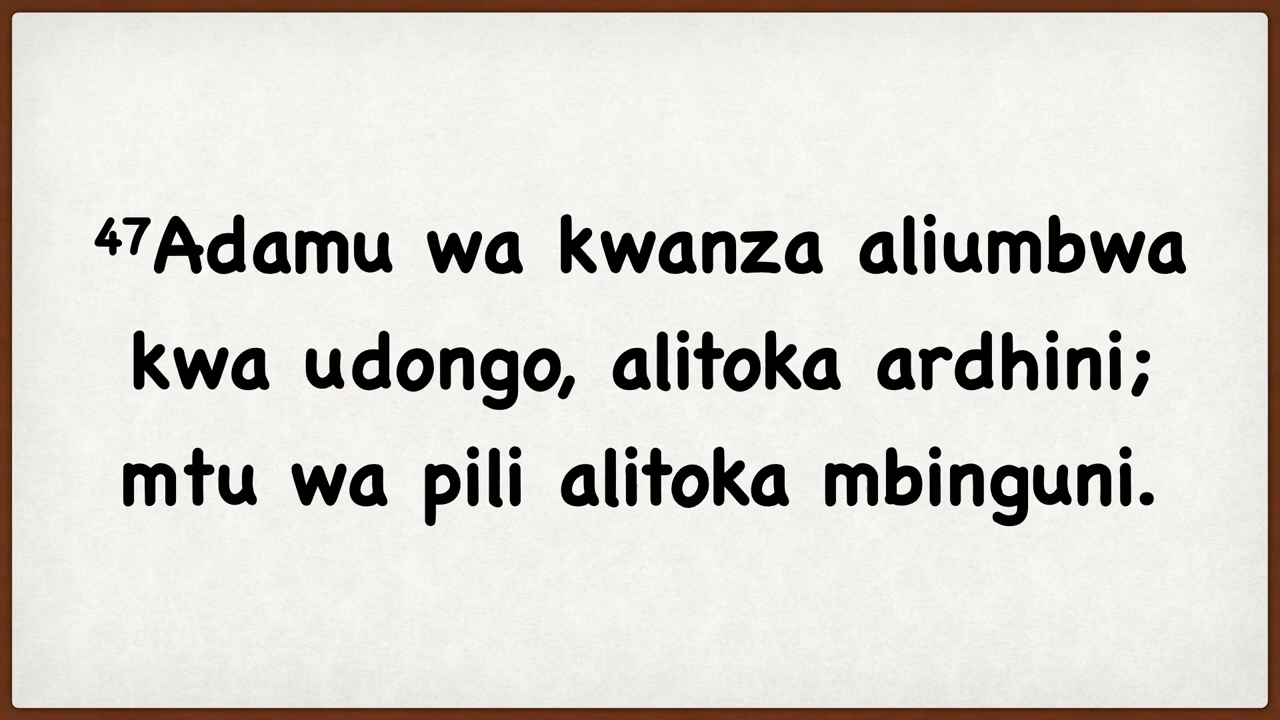 ⁴⁷Adamu wa kwanza aliumbwa
kwa udongo, alitoka ardhini;
mtu wa pili alitoka mbinguni.